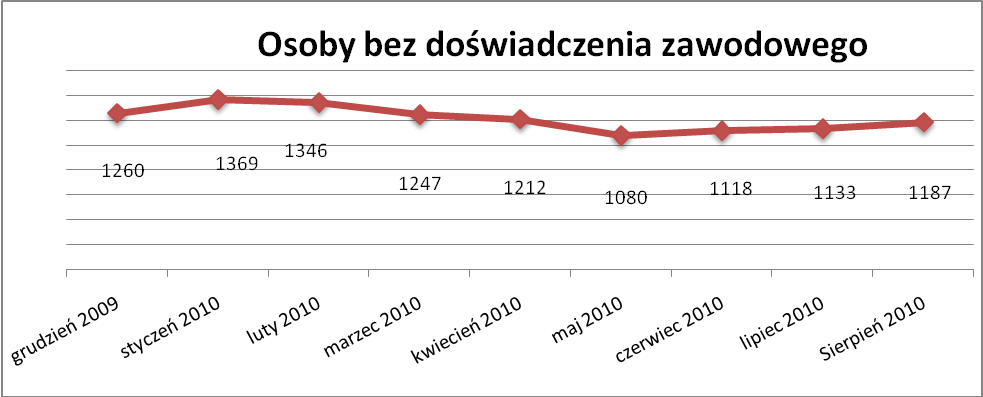 Osoby bez doświadczenia zawodowego
1260
1369
1346
1247
1212
1080
1118
1133
1187
grudzień 2009
styczeń 2010
luty 2010
marzec 2010
kwiecień 2010
maj 2010
czerwiec 2010
lipiec 2010
Sierpień 2010